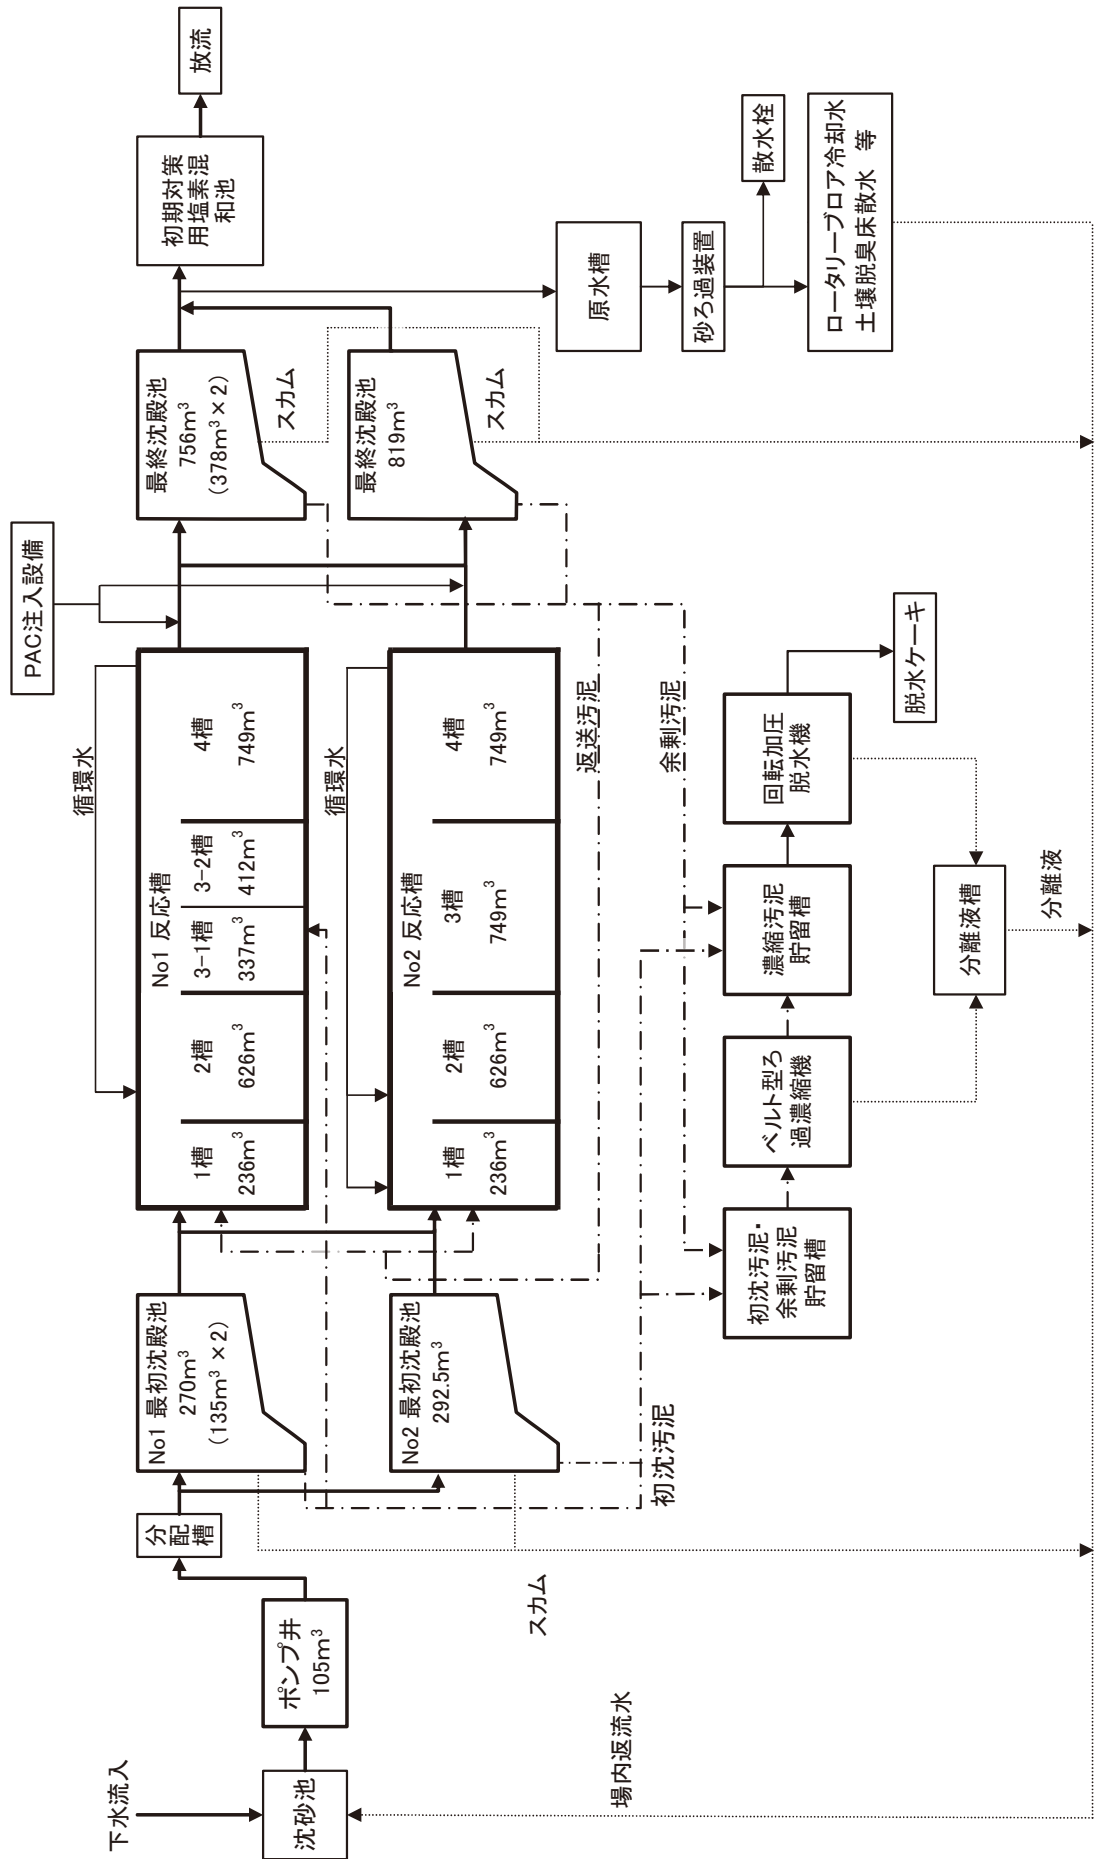 下水流入
沈砂池
ポンプ井
105m³
場内返流水
分
配
槽
スカム
No1 最初沈殿池
270m³
(135m³×2)
No2 最初沈殿池
292.5m³
初沈汚泥
循環水
No1 反応槽
1槽
236m³
2槽
626m³
3-1槽
337m³
3-2槽
412m³
4槽
749m³
循環水
No2 反応槽
1槽
236m³
2槽
626m³
3槽
749m³
4槽
749m³
返送汚泥
余剰汚泥
PAC注入設備
最終沈殿池
756m³
(378m³×2)
スカム
最終沈殿池
819m³
スカム
初期対策
用塩素混
和池
放流
原水槽
砂ろ過装置
散水栓
ロータリーブロア冷却水
土壌脱臭床散水 等
初沈汚泥・
余剰汚泥
貯留槽
ベルト型ろ
過濃縮機
濃縮汚泥
貯留槽
回転加圧
脱水機
脱水ケーキ
分離液槽
分離液